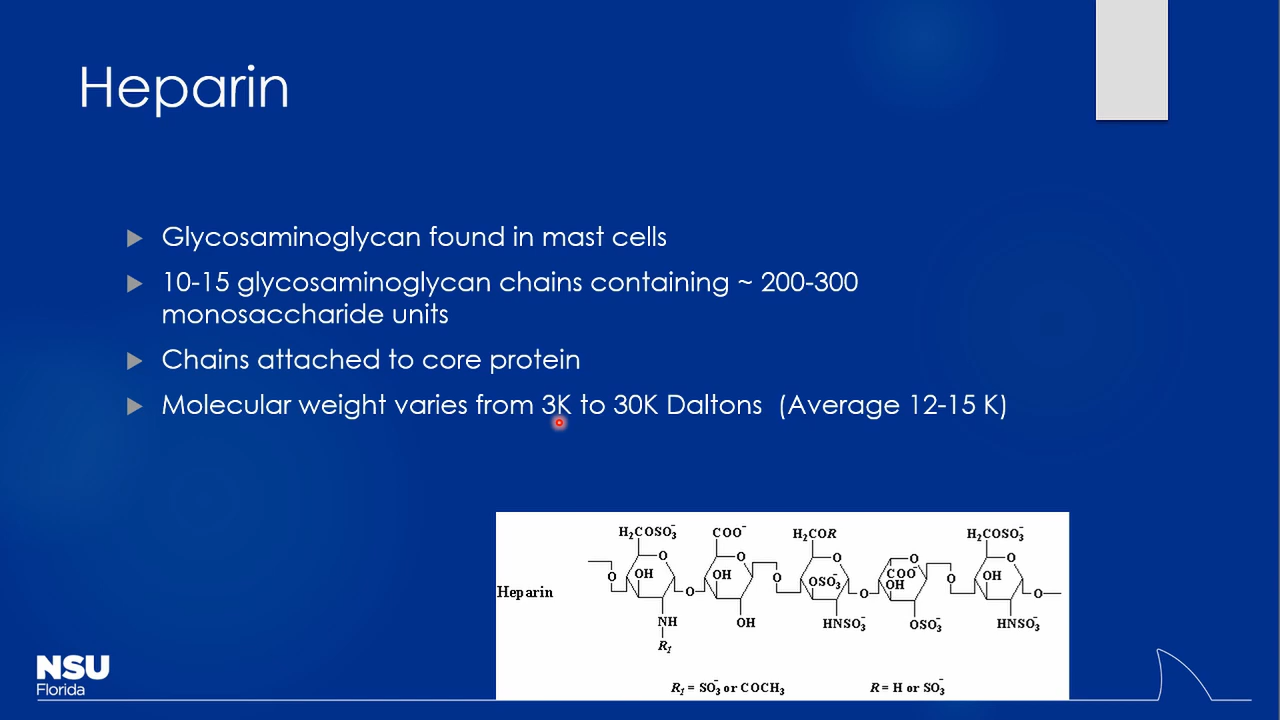 Heparin
Glycosaminoglycan found in mast cells
10-15 glycosaminoglycan chains containing ~ 200-300
monosaccharide units
Chains attached to core protein
Molecular weight varies from 3K to 30K Daltons (Average 12-15 K)
H₂COSO₃⁻ COO⁻ H₂COR H₂COSO₃⁻
O O O O O
OH OH O OSO₃⁻ COO⁻ O OH
O OH
Heparin O O O
NH OH HNSO₃⁻ OSO₃⁻ HNSO₃⁻
R₁
R₁ = SO₃⁻ or COCH₃ R = H or SO₃⁻
NSU
Florida